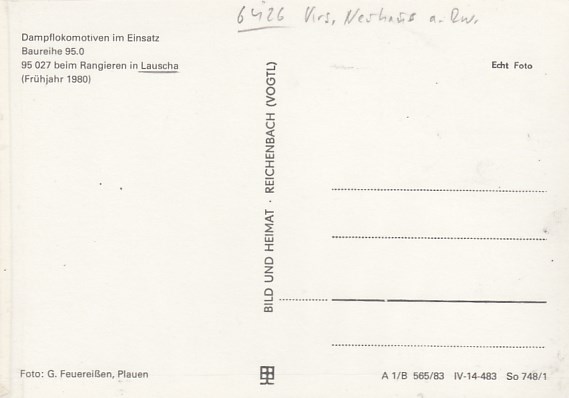 6426 Krs. Neuhaus a. Rw.
Dampflokomotiven im Einsatz
Baureihe 95.0
95 027 beim Rangieren in Lauscha
(Frühjahr 1980)
Echt Foto
BILD UND HEIMAT · REICHENBACH (VOGTL)
Foto: G. Feuereißen, Plauen
A 1/B 565/83 IV-14-483 So 748/1